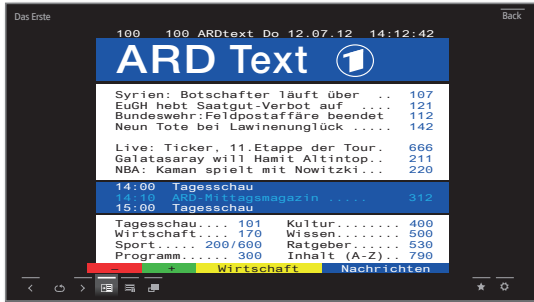 Das Erste
Back
100 100 ARDtext Do 12.07.12 14:12:42
ARD Text 1
Syrien: Botschafter läuft über .. 107
EuGH hebt Saatgut-Verbot auf .... 121
Bundeswehr:Feldpostaffäre beendet 112
Neun Tote bei Lawinenunglück ..... 142
Live: Ticker, 11.Etappe der Tour. 666
Galatasaray will Hamit Altintop.. 211
NBA: Kaman spielt mit Nowitzki... 220
14:00 Tagesschau
14:10 ARD-Mittagsmagazin ..... 312
15:00 Tagesschau
Tagesschau.... 101 Kultur........ 400
Wirtschaft.... 170 Wissen........ 500
Sport..... 200/600 Ratgeber...... 530
Programm...... 300 Inhalt (A-Z).. 790
- + Wirtschaft Nachrichten